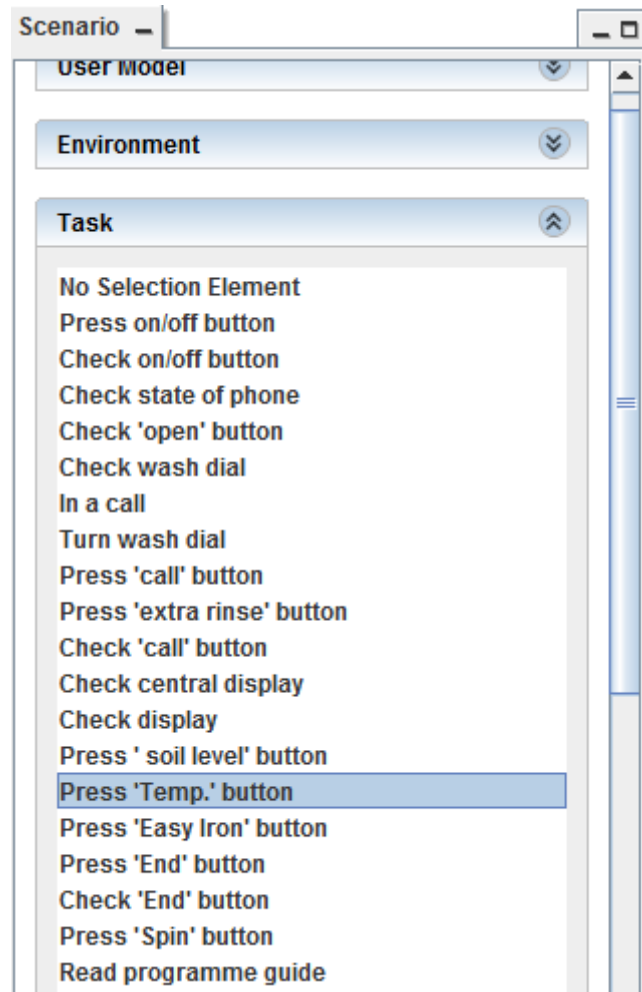 Scenario
User Model
Environment
Task
No Selection Element
Press on/off button
Check on/off button
Check state of phone
Check 'open' button
Check wash dial
In a call
Turn wash dial
Press 'call' button
Press 'extra rinse' button
Check 'call' button
Check central display
Check display
Press ' soil level' button
Press 'Temp.' button
Press 'Easy Iron' button
Press 'End' button
Check 'End' button
Press 'Spin' button
Read programme guide